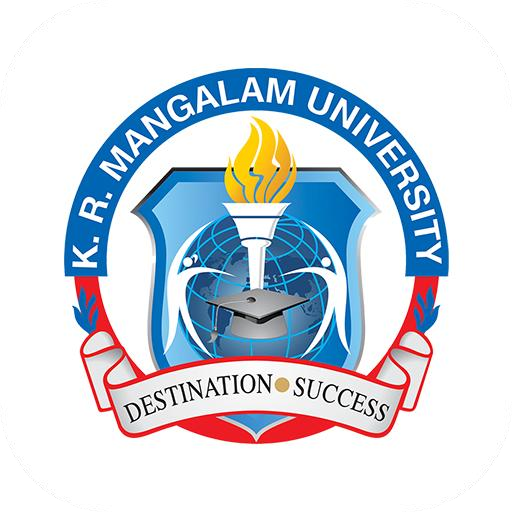 K. R. MANGALAM UNIVERSITY
DESTINATION • SUCCESS